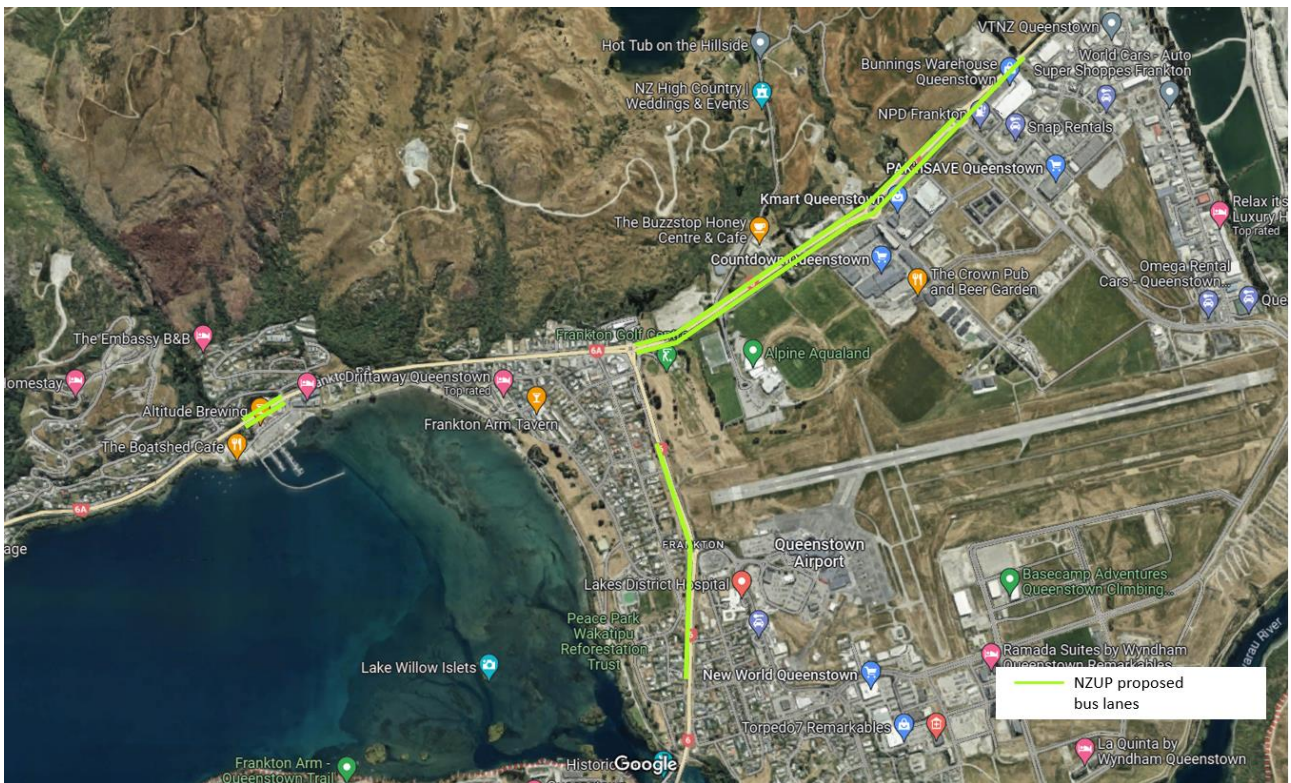 VTNZ Queenstown
Hot Tub on the Hillside
World Cars - Auto
Super Shoppes Frankton
Bunnings Warehouse
Queenstown
NZ High Country |
Weddings & Events
NPD Frankton
Snap Rentals
PAK'nSAVE Queenstown
Kmart Queenstown
Relax it's
Luxury H
Top rated
The Buzzstop Honey
Centre & Cafe
Countdown Queenstown
The Crown Pub
and Beer Garden
Omega Rental
Cars - Queenstown...
Que
Frankton Golf Centre
The Embassy B&B
6A
Alpine Aqualand
Homestay
Driftaway Queenstown
Top rated
Altitude Brewing
Frankton Arm Tavern
The Boatshed Cafe
6A
age
FRANKTON
Queenstown
Airport
Lakes District Hospital
Basecamp Adventures
Queenstown Climbing...
Peace Park
Wakatipu
Reforestation
Trust
Lake Willow Islets
Ramada Suites by Wyndham
Queenstown Remarkables
New World Queenstown
NZUP proposed
bus lanes
Torpedo7 Remarkables
6
La Quinta by
Wyndham Queenstown
Frankton Arm -
Queenstown Trail
Historic
Google